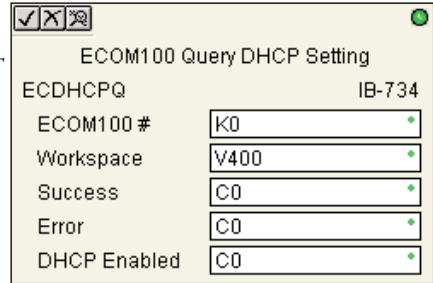 ECOM100 Query DHCP Setting
ECDHCPQ IB-734
ECOM100 # K0
Workspace V400
Success C0
Error C0
DHCP Enabled C0